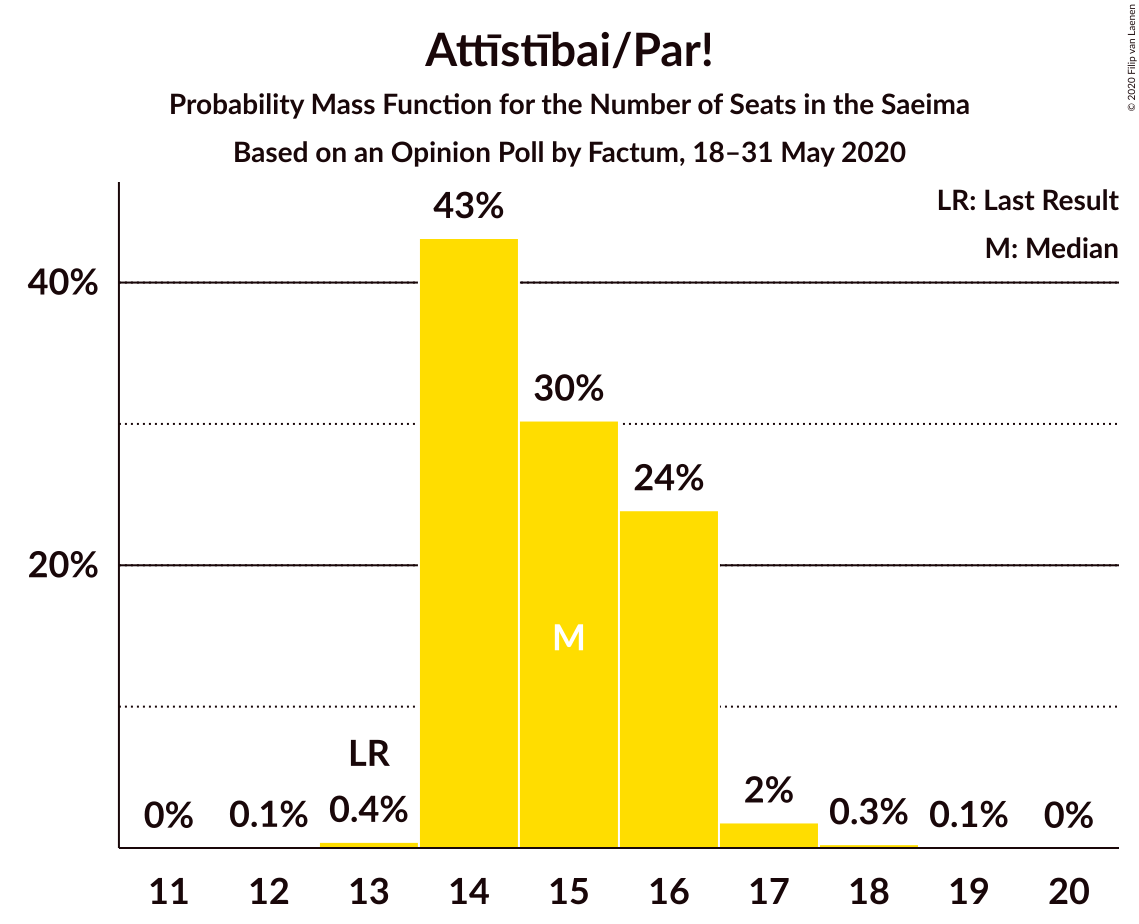 Attīstībai/Par!
Probability Mass Function for the Number of Seats in the Saeima
Based on an Opinion Poll by Factum, 18–31 May 2020
© 2020 Filip van Laenen
LR: Last Result
M: Median
43%
40%
30%
24%
20%
M
LR
0% 0.1% 0.4% 2% 0.3% 0.1% 0%
11 12 13 14 15 16 17 18 19 20